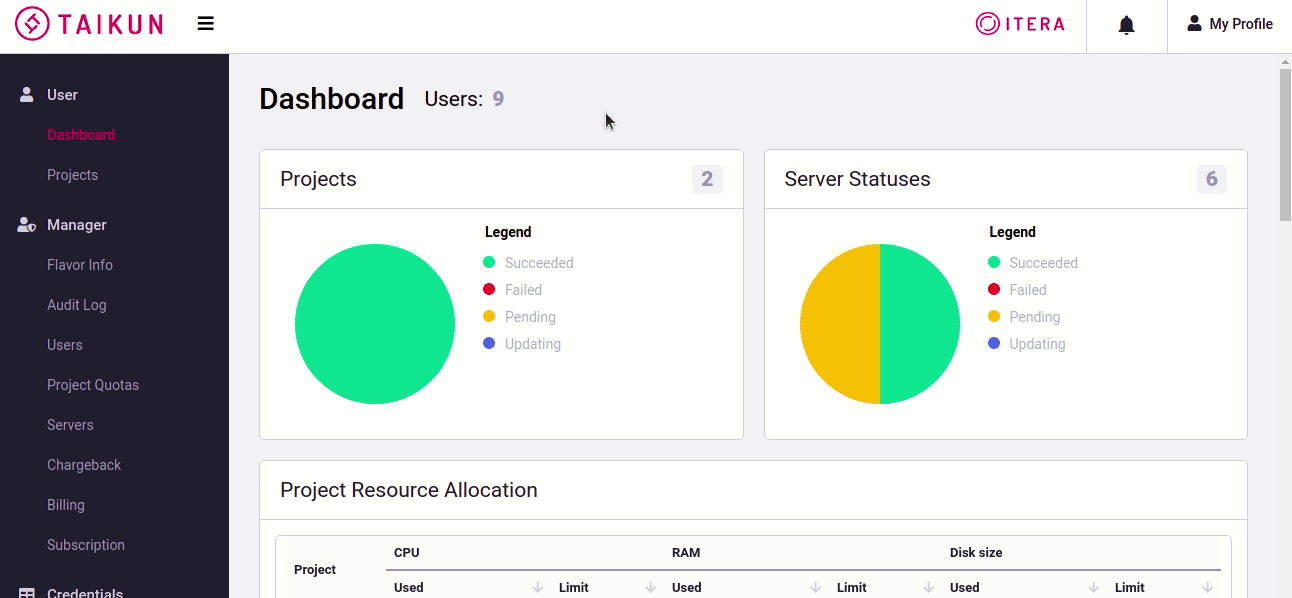 TAIKUN
ITERA
My Profile
User
Dashboard
Projects
Manager
Flavor Info
Audit Log
Users
Project Quotas
Servers
Chargeback
Billing
Subscription
Credentials
Dashboard Users: 9
Projects 2
Legend
Succeeded
Failed
Pending
Updating
Server Statuses 6
Legend
Succeeded
Failed
Pending
Updating
Project Resource Allocation
Project CPU RAM Disk size
Used Limit Used Limit Used Limit